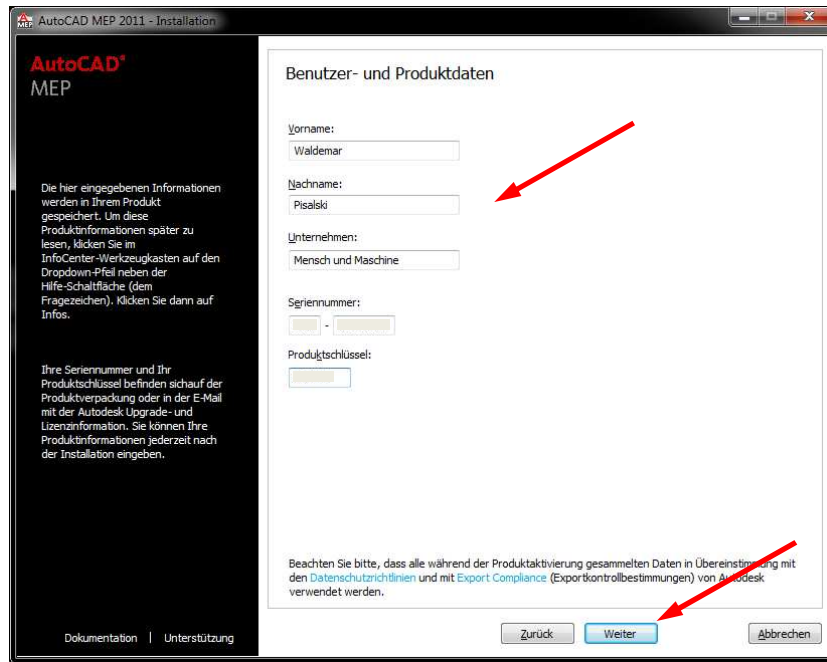 AutoCAD MEP 2011 - Installation
AutoCAD®
MEP
Die hier eingegebenen Informationen
werden in Ihrem Produkt
gespeichert. Um diese
Produktinformationen später zu
lesen, klicken Sie im
InfoCenter-Werkzeugkasten auf den
Dropdown-Pfeil neben der
Hilfe-Schaltfläche (dem
Fragezeichen). Klicken Sie dann auf
Infos.
Ihre Seriennummer und Ihr
Produktschlüssel befinden sichauf der
Produktverpackung oder in der E-Mail
mit der Autodesk Upgrade- und
Lizenzinformation. Sie können Ihre
Produktinformationen jederzeit nach
der Installation eingeben.
Dokumentation | Unterstützung
Benutzer- und Produktdaten
Vorname:
Waldemar
Nachname:
Pisalski
Unternehmen:
Mensch und Maschine
Seriennummer:
-
Produktschlüssel:
Beachten Sie bitte, dass alle während der Produktaktivierung gesammelten Daten in Übereinstimmung mit
den Datenschutzrichtlinien und mit Export Compliance (Exportkontrollbestimmungen) von Autodesk
verwendet werden.
Zurück Weiter Abbrechen